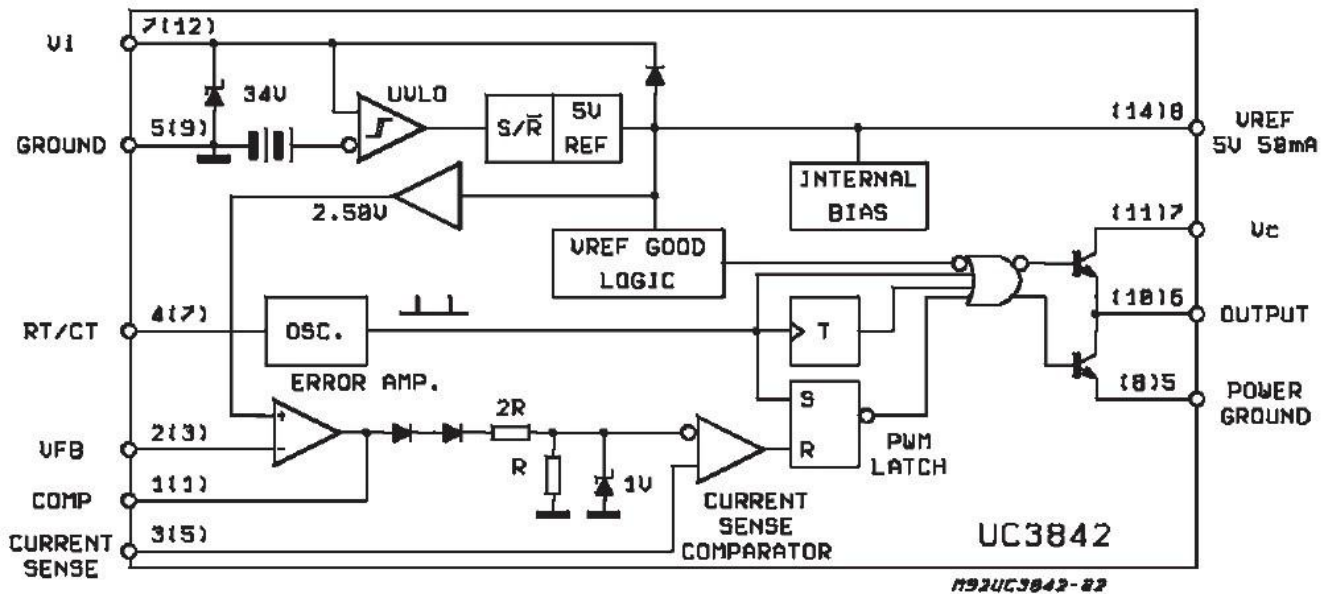 7(12)
Vi
34V
UVLO
S/R̅
5V
REF
(14)8
VREF
5V 50mA
5(9)
GROUND
2.50V
INTERNAL
BIAS
(11)7
Vc
VREF GOOD
LOGIC
4(7)
RT/CT
OSC.
T
(10)6
OUTPUT
ERROR AMP.
(8)5
POWER
GROUND
+
-
2R
S
R
PWM
LATCH
2(3)
VFB
R
1V
1(1)
COMP
CURRENT
SENSE
COMPARATOR
3(5)
CURRENT
SENSE
UC3842
M92UC3842-02